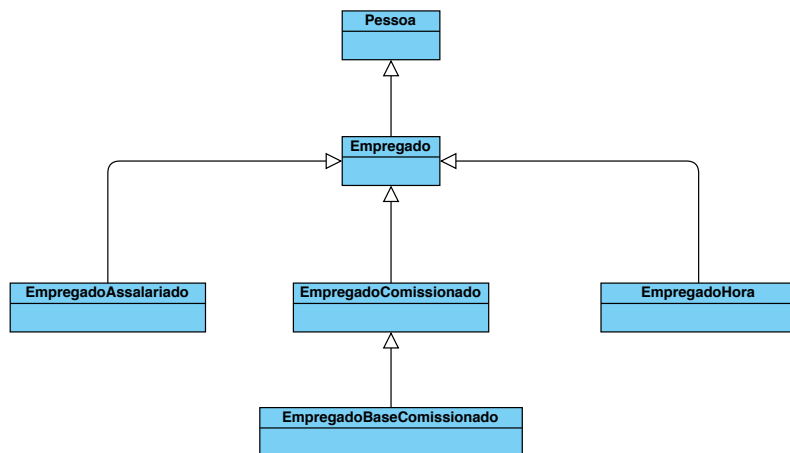 Pessoa
Empregado
EmpregadoAssalariado
EmpregadoComissionado
EmpregadoHora
EmpregadoBaseComissionado